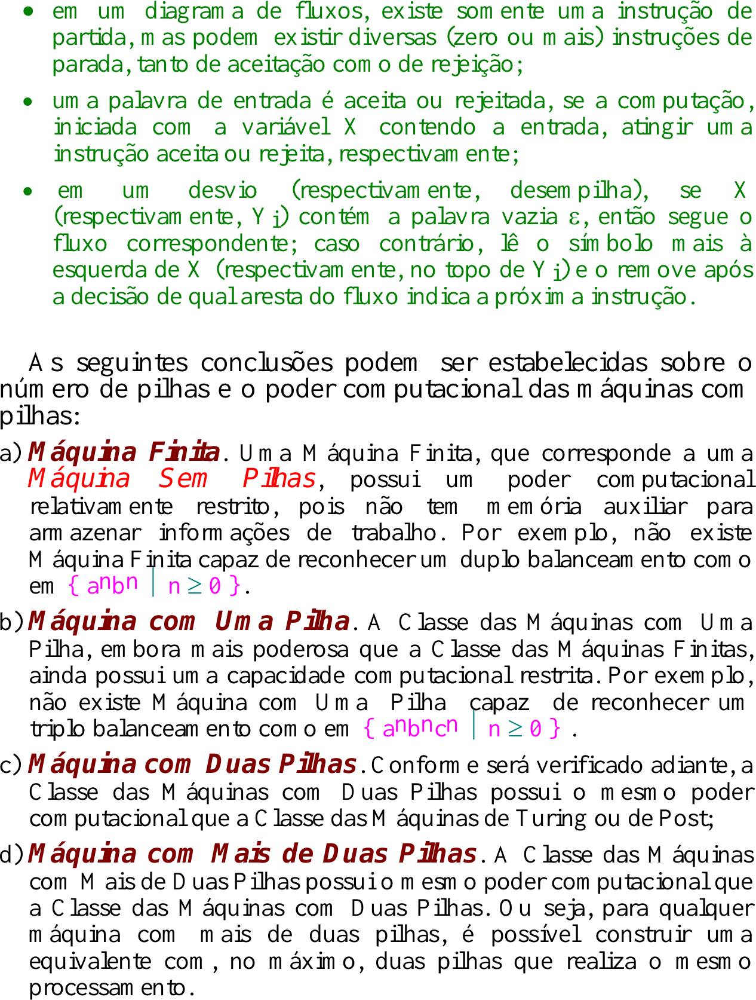 • em um diagrama de fluxos, existe somente uma instrução de
partida, mas podem existir diversas (zero ou mais) instruções de
parada, tanto de aceitação como de rejeição;
• uma palavra de entrada é aceita ou rejeitada, se a computação,
iniciada com a variável X contendo a entrada, atingir uma
instrução aceita ou rejeita, respectivamente;
• em um desvio (respectivamente, desempilha), se X
(respectivamente, Yi) contém a palavra vazia ε, então segue o
fluxo correspondente; caso contrário, lê o símbolo mais à
esquerda de X (respectivamente, no topo de Yi) e o remove após
a decisão de qual aresta do fluxo indica a próxima instrução.
As seguintes conclusões podem ser estabelecidas sobre o
número de pilhas e o poder computacional das máquinas com
pilhas:
a) Máquina Finita. Uma Máquina Finita, que corresponde a uma
Máquina Sem Pilhas, possui um poder computacional
relativamente restrito, pois não tem memória auxiliar para
armazenar informações de trabalho. Por exemplo, não existe
Máquina Finita capaz de reconhecer um duplo balanceamento como
em { aⁿbⁿ | n ≥ 0 }.
b) Máquina com Uma Pilha. A Classe das Máquinas com Uma
Pilha, embora mais poderosa que a Classe das Máquinas Finitas,
ainda possui uma capacidade computacional restrita. Por exemplo,
não existe Máquina com Uma Pilha capaz de reconhecer um
triplo balanceamento como em { aⁿbⁿcⁿ | n ≥ 0 } .
c) Máquina com Duas Pilhas. Conforme será verificado adiante, a
Classe das Máquinas com Duas Pilhas possui o mesmo poder
computacional que a Classe das Máquinas de Turing ou de Post;
d) Máquina com Mais de Duas Pilhas. A Classe das Máquinas
com Mais de Duas Pilhas possui o mesmo poder computacional que
a Classe das Máquinas com Duas Pilhas. Ou seja, para qualquer
máquina com mais de duas pilhas, é possível construir uma
equivalente com, no máximo, duas pilhas que realiza o mesmo
processamento.